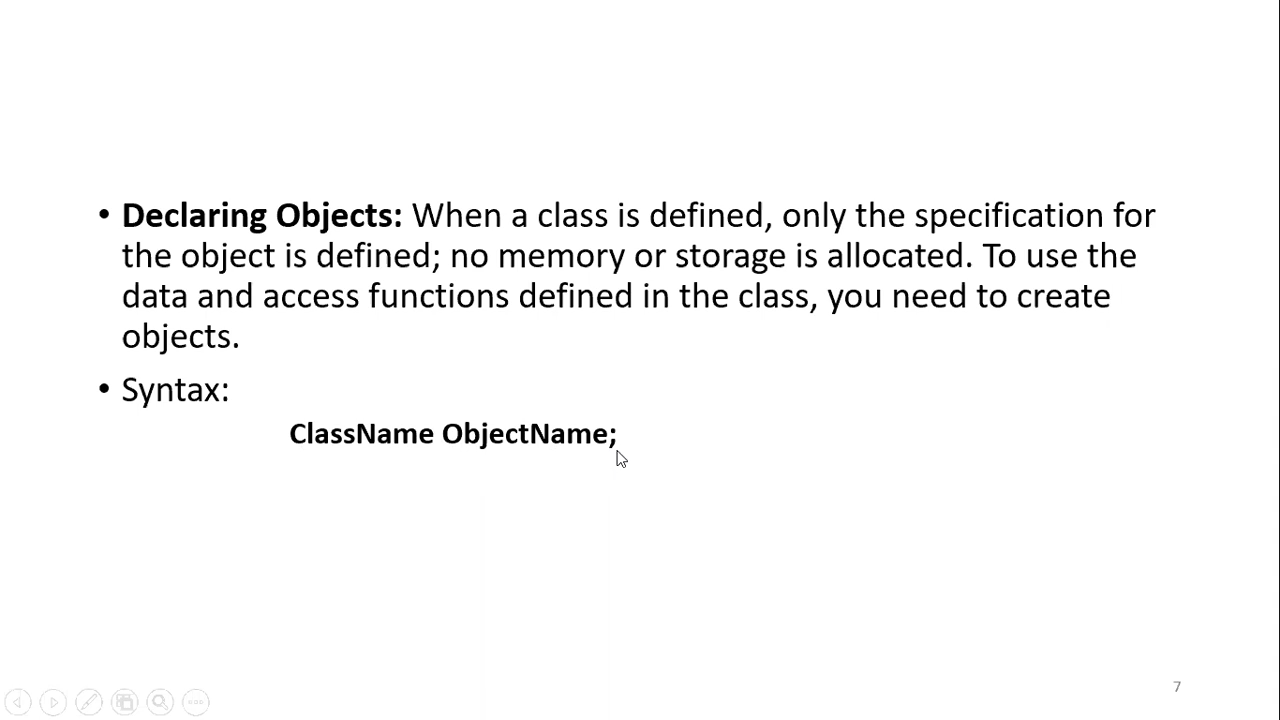 • Declaring Objects: When a class is defined, only the specification for
the object is defined; no memory or storage is allocated. To use the
data and access functions defined in the class, you need to create
objects.
• Syntax:
ClassName ObjectName;
7